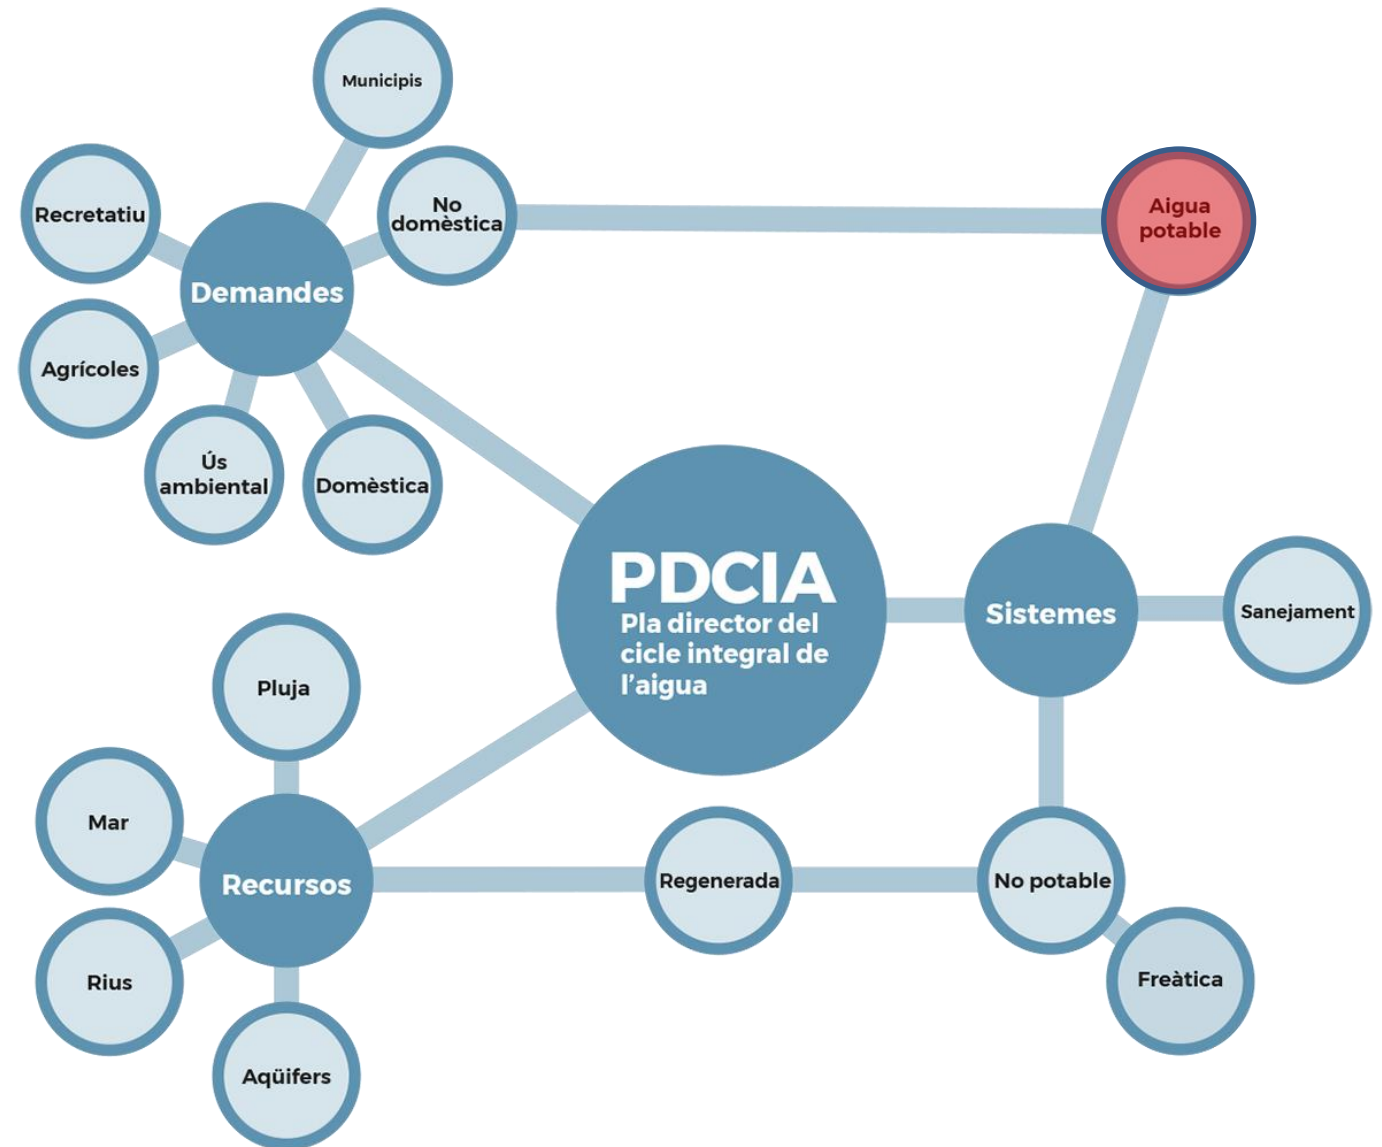 Municipis
No
domèstica
Recretatiu
Demandes
Agrícoles
Ús
ambiental
Domèstica
Aigua
potable
PDCIA
Pla director del
cicle integral de
l’aigua
Sistemes
Sanejament
Pluja
Mar
Recursos
Regenerada
No potable
Rius
Freàtica
Aqüifers